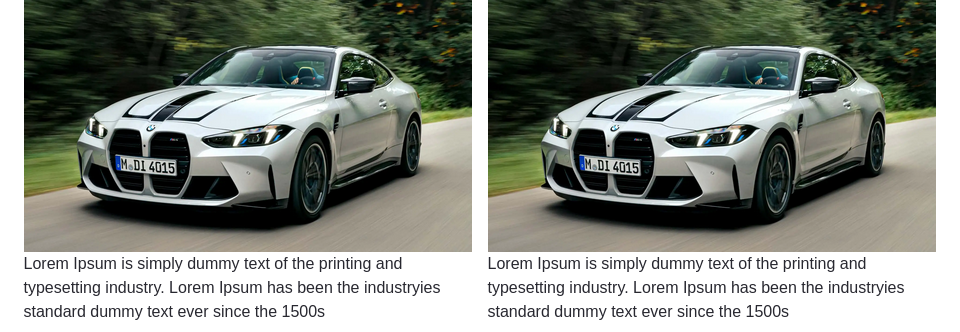 M DI 4015
M DI 4015
Lorem Ipsum is simply dummy text of the printing and
typesetting industry. Lorem Ipsum has been the industryies
standard dummy text ever since the 1500s
Lorem Ipsum is simply dummy text of the printing and
typesetting industry. Lorem Ipsum has been the industryies
standard dummy text ever since the 1500s